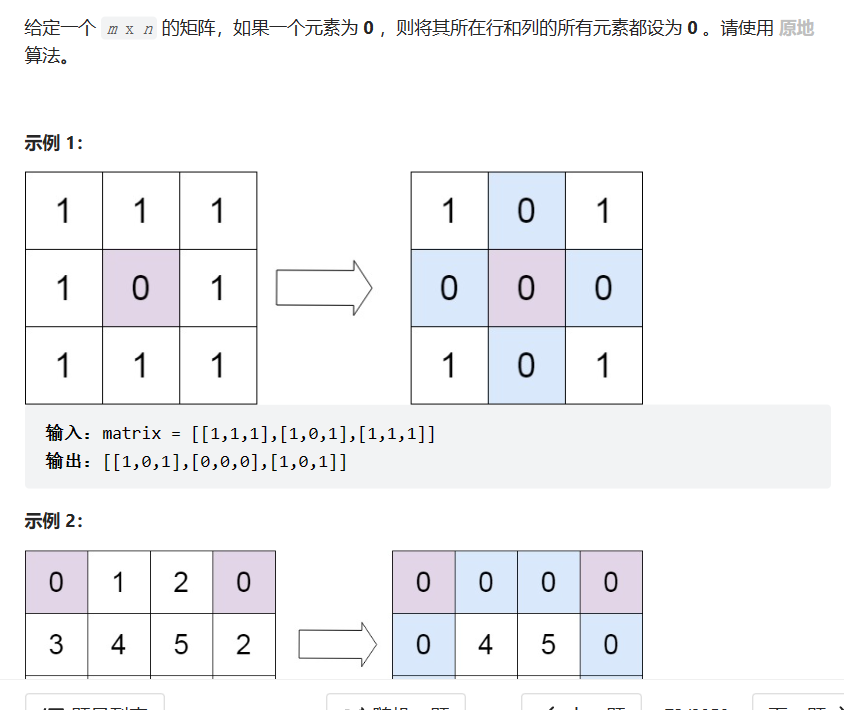 给定一个 m x n 的矩阵，如果一个元素为 0 ，则将其所在行和列的所有元素都设为 0 。请使用 原地
算法。
示例 1：
1 1 1 1 0 1
1 0 1 0 0 0
1 1 1 1 0 1
输入：matrix = [[1,1,1],[1,0,1],[1,1,1]]
输出：[[1,0,1],[0,0,0],[1,0,1]]
示例 2：
0 1 2 0 0 0 0 0
3 4 5 2 0 4 5 0